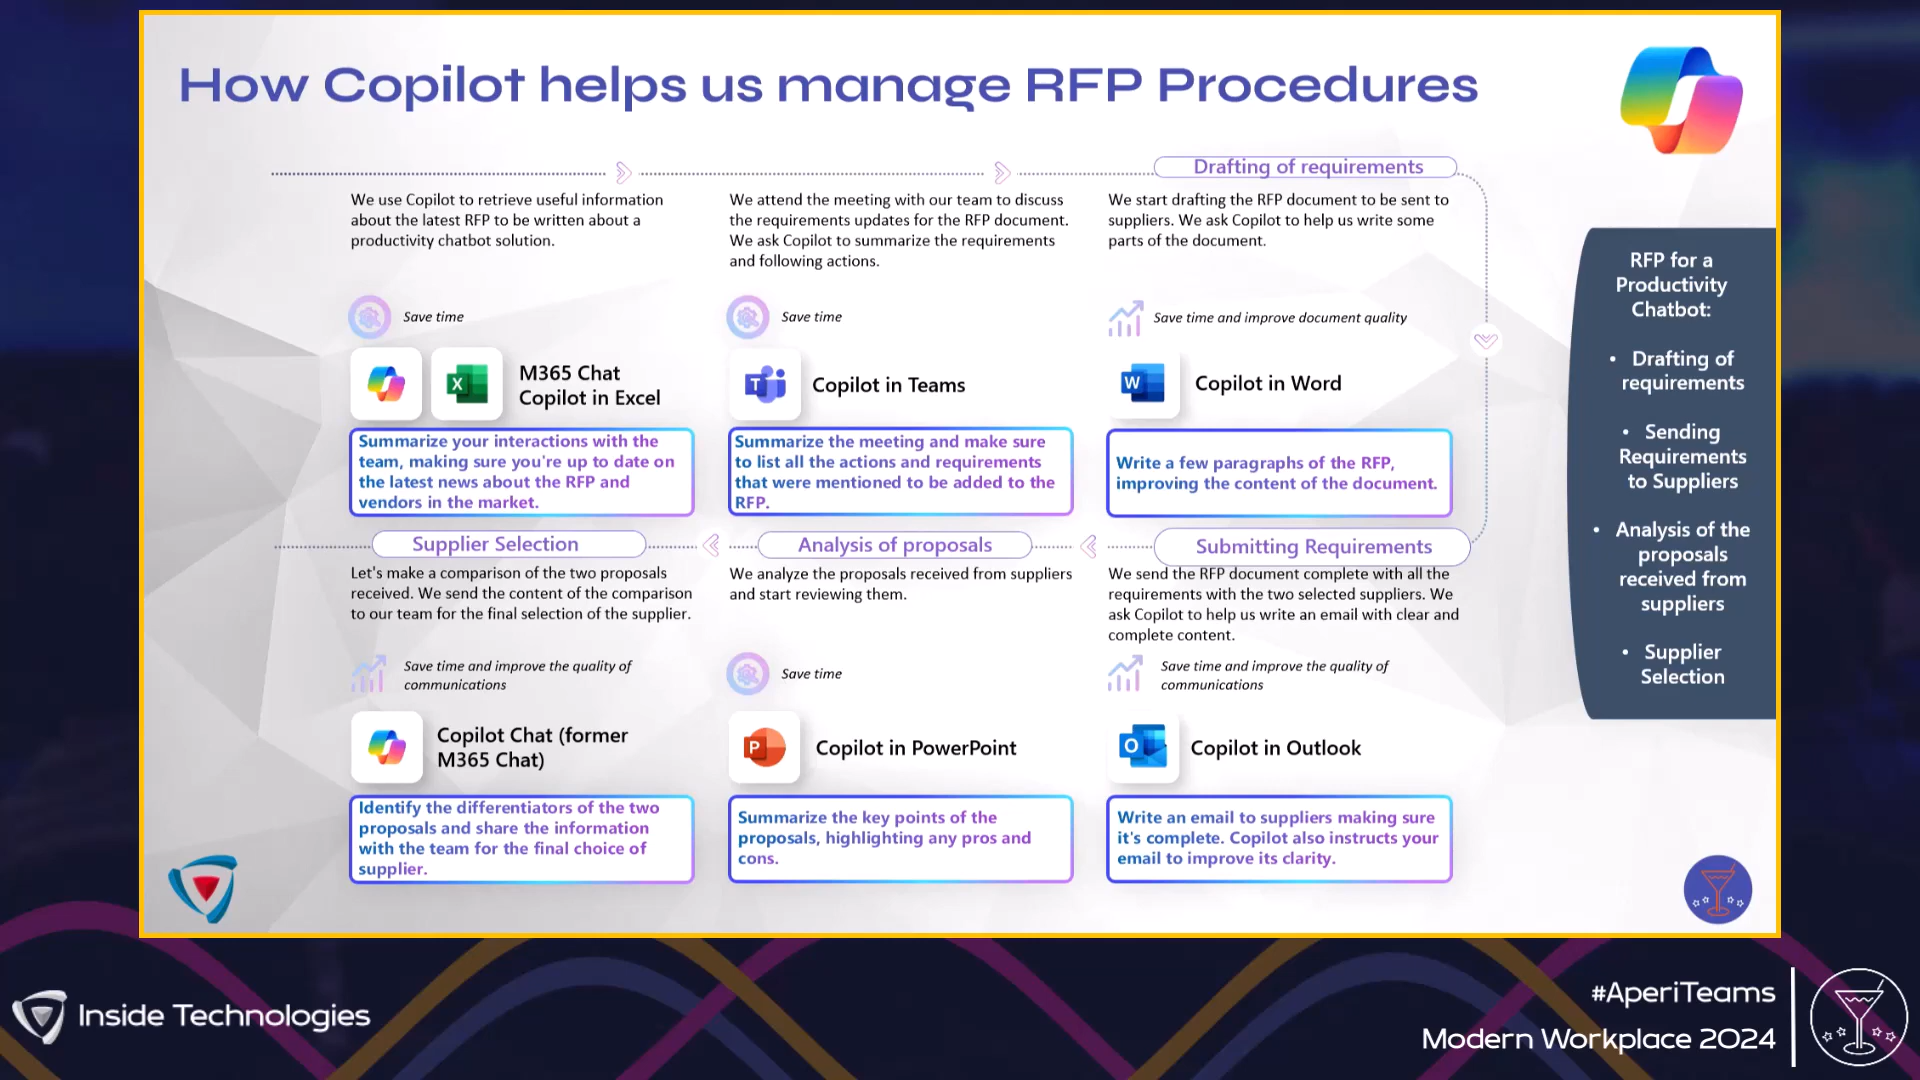 How Copilot helps us manage RFP Procedures
Drafting of requirements
We use Copilot to retrieve useful information
about the latest RFP to be written about a
productivity chatbot solution.
Save time
M365 Chat
Copilot in Excel
X
Summarize your interactions with the
team, making sure you're up to date on
the latest news about the RFP and
vendors in the market.
We attend the meeting with our team to discuss
the requirements updates for the RFP document.
We ask Copilot to summarize the requirements
and following actions.
Save time
T
Copilot in Teams
Summarize the meeting and make sure
to list all the actions and requirements
that were mentioned to be added to the
RFP.
We start drafting the RFP document to be sent to
suppliers. We ask Copilot to help us write some
parts of the document.
Save time and improve document quality
W
Copilot in Word
Write a few paragraphs of the RFP,
improving the content of the document.
Supplier Selection
Let's make a comparison of the two proposals
received. We send the content of the comparison
to our team for the final selection of the supplier.
Save time and improve the quality of
communications
Copilot Chat (former
M365 Chat)
Identify the differentiators of the two
proposals and share the information
with the team for the final choice of
supplier.
Analysis of proposals
We analyze the proposals received from suppliers
and start reviewing them.
Save time
P
Copilot in PowerPoint
Summarize the key points of the
proposals, highlighting any pros and
cons.
Submitting Requirements
We send the RFP document complete with all the
requirements with the two selected suppliers. We
ask Copilot to help us write an email with clear and
complete content.
Save time and improve the quality of
communications
O
Copilot in Outlook
Write an email to suppliers making sure
it's complete. Copilot also instructs your
email to improve its clarity.
RFP for a
Productivity
Chatbot:
• Drafting of
requirements
• Sending
Requirements
to Suppliers
• Analysis of the
proposals
received from
suppliers
• Supplier
Selection
Inside Technologies
#AperiTeams
Modern Workplace 2024